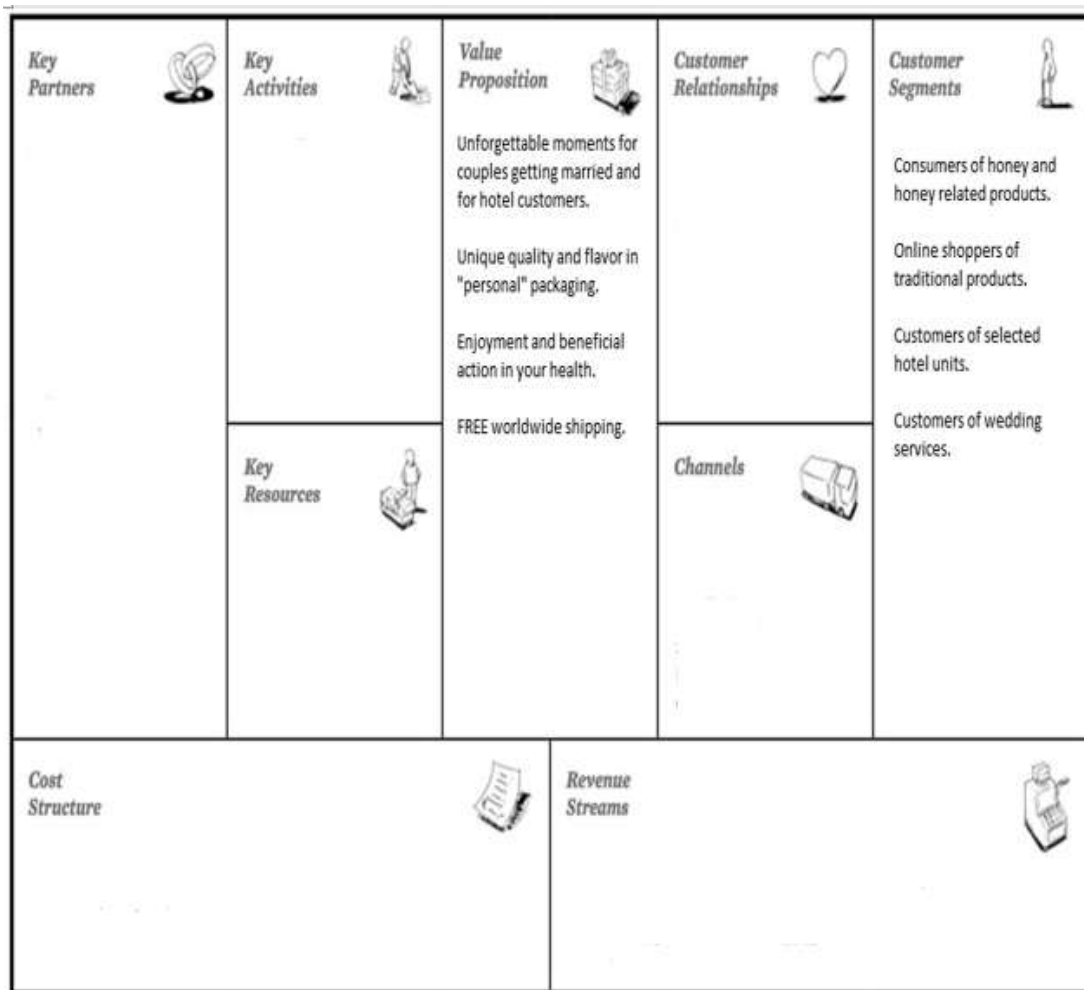 Key
Partners
Key
Activities
Value
Proposition
Unforgettable moments for
couples getting married and
for hotel customers.
Unique quality and flavor in
"personal" packaging.
Enjoyment and beneficial
action in your health.
FREE worldwide shipping.
Customer
Relationships
Customer
Segments
Consumers of honey and
honey related products.
Online shoppers of
traditional products.
Customers of selected
hotel units.
Customers of wedding
services.
Key
Resources
Channels
Cost
Structure
Revenue
Streams